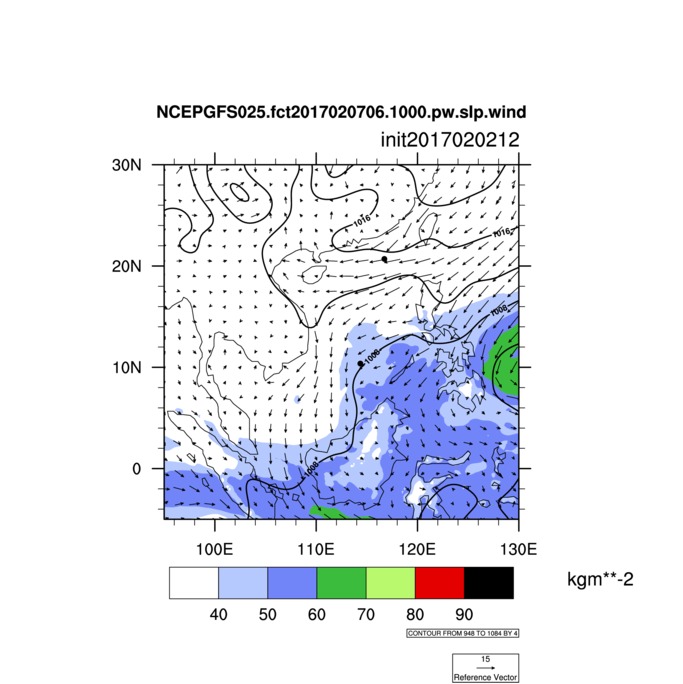 NCEPGFS025.fct2017020706.1000.pw.slp.wind
init2017020212
30N
1016
1016
20N
1008
1008
10N
1008
0
100E 110E 120E 130E
kgm**-2
40 50 60 70 80 90
CONTOUR FROM 948 TO 1084 BY 4
15
Reference Vector